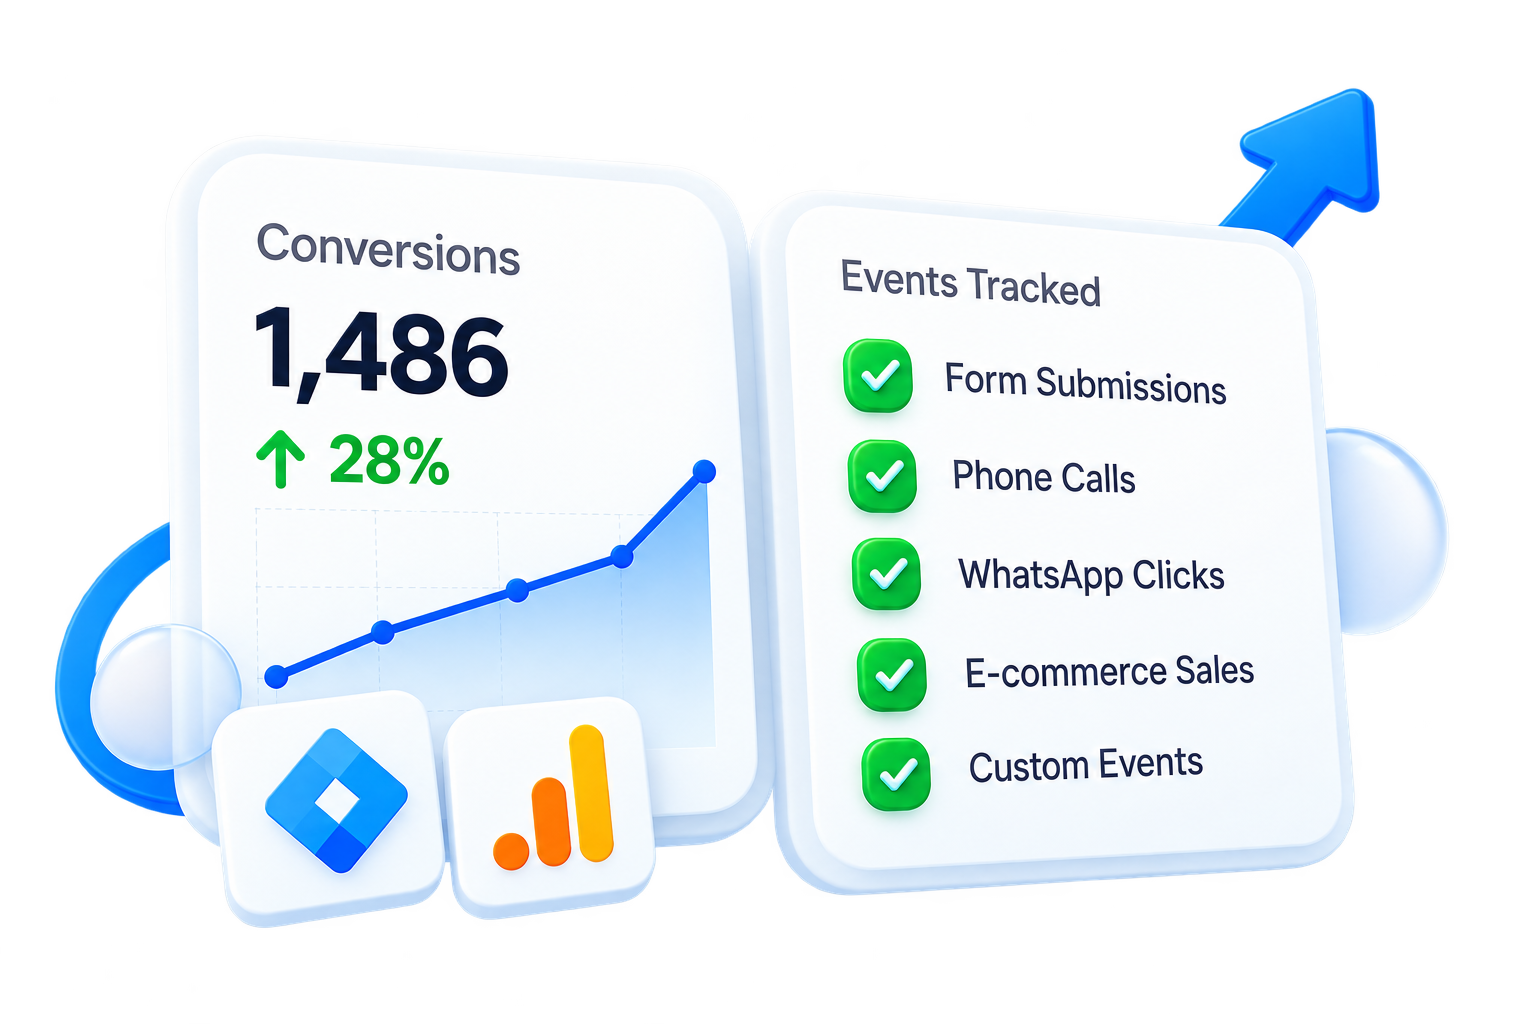 Conversions
1,486
↑ 28%
Events Tracked
Form Submissions
Phone Calls
WhatsApp Clicks
E-commerce Sales
Custom Events